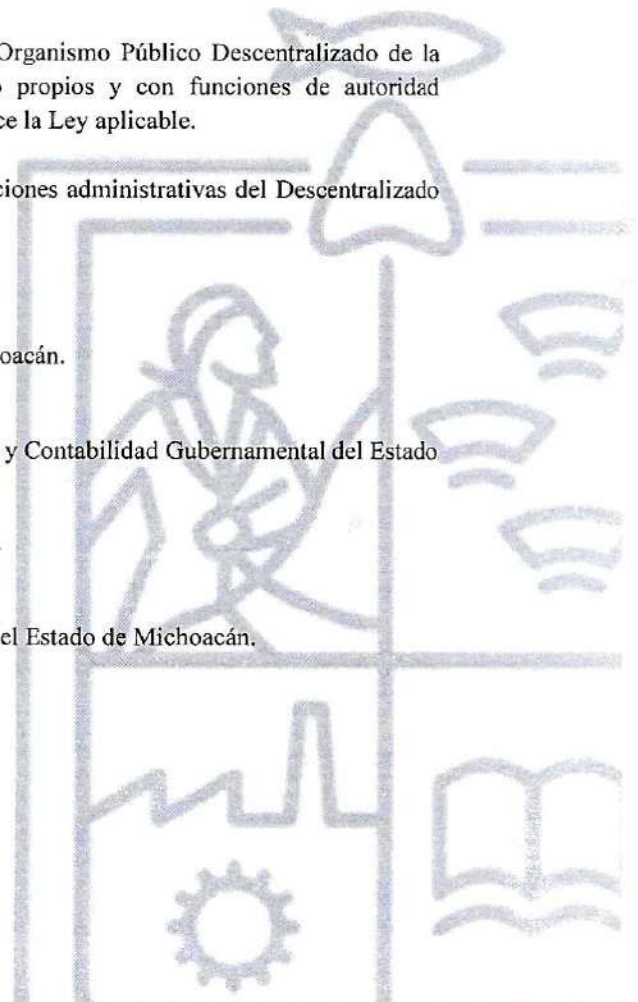 Organismo Público Descentralizado de la
propios y con funciones de autoridad
ce la Ley aplicable.
ciones administrativas del Descentralizado
oacán.
y Contabilidad Gubernamental del Estado
el Estado de Michoacán.